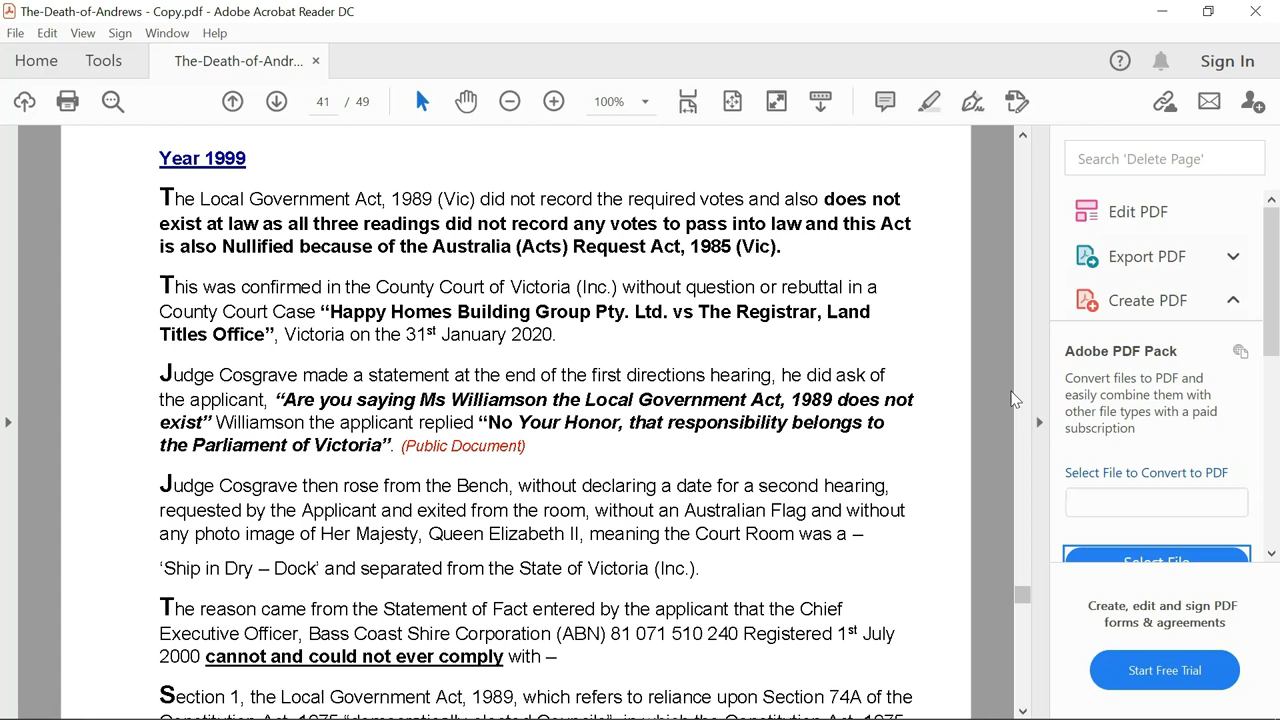 The-Death-of-Andrews - Copy.pdf - Adobe Acrobat Reader DC
File Edit View Sign Window Help
Home Tools The-Death-of-Andr... × Sign In
41 / 49 100%
Year 1999
The Local Government Act, 1989 (Vic) did not record the required votes and also does not
exist at law as all three readings did not record any votes to pass into law and this Act
is also Nullified because of the Australia (Acts) Request Act, 1985 (Vic).
This was confirmed in the County Court of Victoria (Inc.) without question or rebuttal in a
County Court Case “Happy Homes Building Group Pty. Ltd. vs The Registrar, Land
Titles Office”, Victoria on the 31st January 2020.
Judge Cosgrave made a statement at the end of the first directions hearing, he did ask of
the applicant, “Are you saying Ms Williamson the Local Government Act, 1989 does not
exist” Williamson the applicant replied “No Your Honor, that responsibility belongs to
the Parliament of Victoria”. (Public Document)
Judge Cosgrave then rose from the Bench, without declaring a date for a second hearing,
requested by the Applicant and exited from the room, without an Australian Flag and without
any photo image of Her Majesty, Queen Elizabeth II, meaning the Court Room was a –
‘Ship in Dry – Dock’ and separated from the State of Victoria (Inc.).
The reason came from the Statement of Fact entered by the applicant that the Chief
Executive Officer, Bass Coast Shire Corporation (ABN) 81 071 510 240 Registered 1st July
2000 cannot and could not ever comply with –
Section 1, the Local Government Act, 1989, which refers to reliance upon Section 74A of the
Constitution Act, 1975 “democratically elected Councils”, in which the Constitution Act, 1975
Search 'Delete Page'
Edit PDF
Export PDF
Create PDF
Adobe PDF Pack
Convert files to PDF and
easily combine them with
other file types with a paid
subscription
Select File to Convert to PDF
Select File
Create, edit and sign PDF
forms & agreements
Start Free Trial